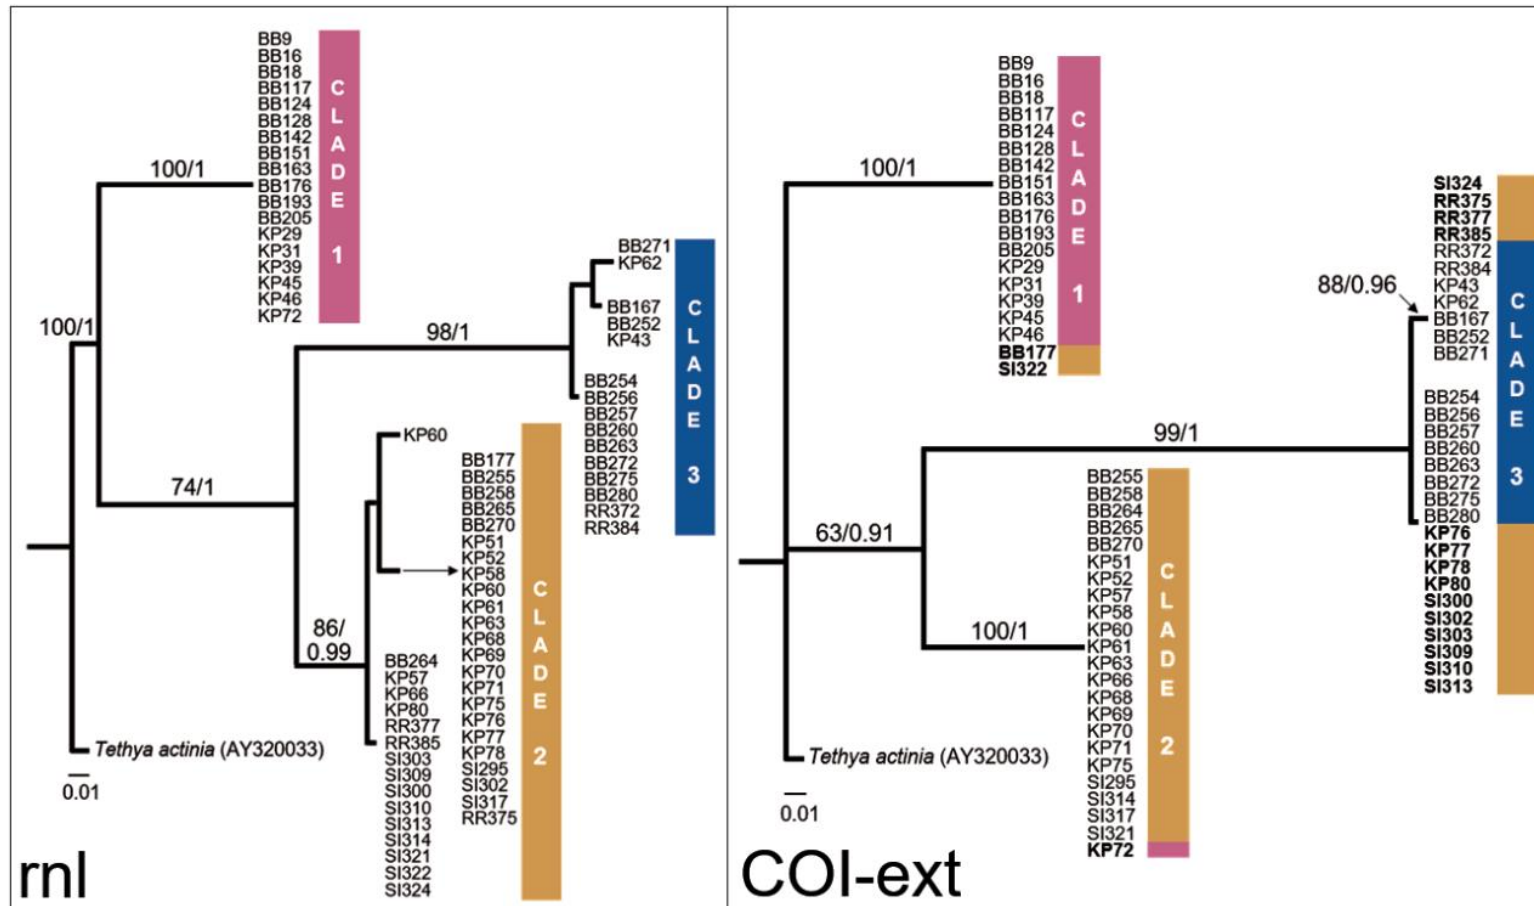 BB9
BB16
BB18
BB117
BB124
BB128
BB142
BB151
BB163
BB176
BB193
BB205
KP29
KP31
KP39
KP45
KP46
KP72
CLADE 1
100/1
100/1
98/1
74/1
86/
0.99
BB271
KP62
BB167
BB252
KP43
BB254
BB256
BB257
BB260
BB263
BB272
BB275
BB280
RR372
RR384
CLADE 3
KP60
BB177
BB255
BB258
BB265
BB270
KP51
KP52
KP58
KP60
KP61
KP63
KP68
KP69
KP70
KP71
KP75
KP76
KP77
KP78
SI295
SI302
SI317
RR375
CLADE 2
BB264
KP57
KP66
KP80
RR377
RR385
SI303
SI309
SI300
SI310
SI313
SI314
SI321
SI322
SI324
Tethya actinia (AY320033)
0.01
rnl
BB9
BB16
BB18
BB117
BB124
BB128
BB142
BB151
BB163
BB176
BB193
BB205
KP29
KP31
KP39
KP45
KP46
BB177
SI322
CLADE 1
100/1
88/0.96
99/1
63/0.91
100/1
SI324
RR375
RR377
RR385
RR372
RR384
KP43
KP62
BB167
BB252
BB271
BB254
BB256
BB257
BB260
BB263
BB272
BB275
BB280
KP76
KP77
KP78
KP80
SI300
SI302
SI303
SI309
SI310
SI313
CLADE 3
BB255
BB258
BB264
BB265
BB270
KP51
KP52
KP57
KP58
KP60
KP61
KP63
KP66
KP68
KP69
KP70
KP71
KP75
SI295
SI314
SI317
SI321
KP72
CLADE 2
Tethya actinia (AY320033)
0.01
COI-ext